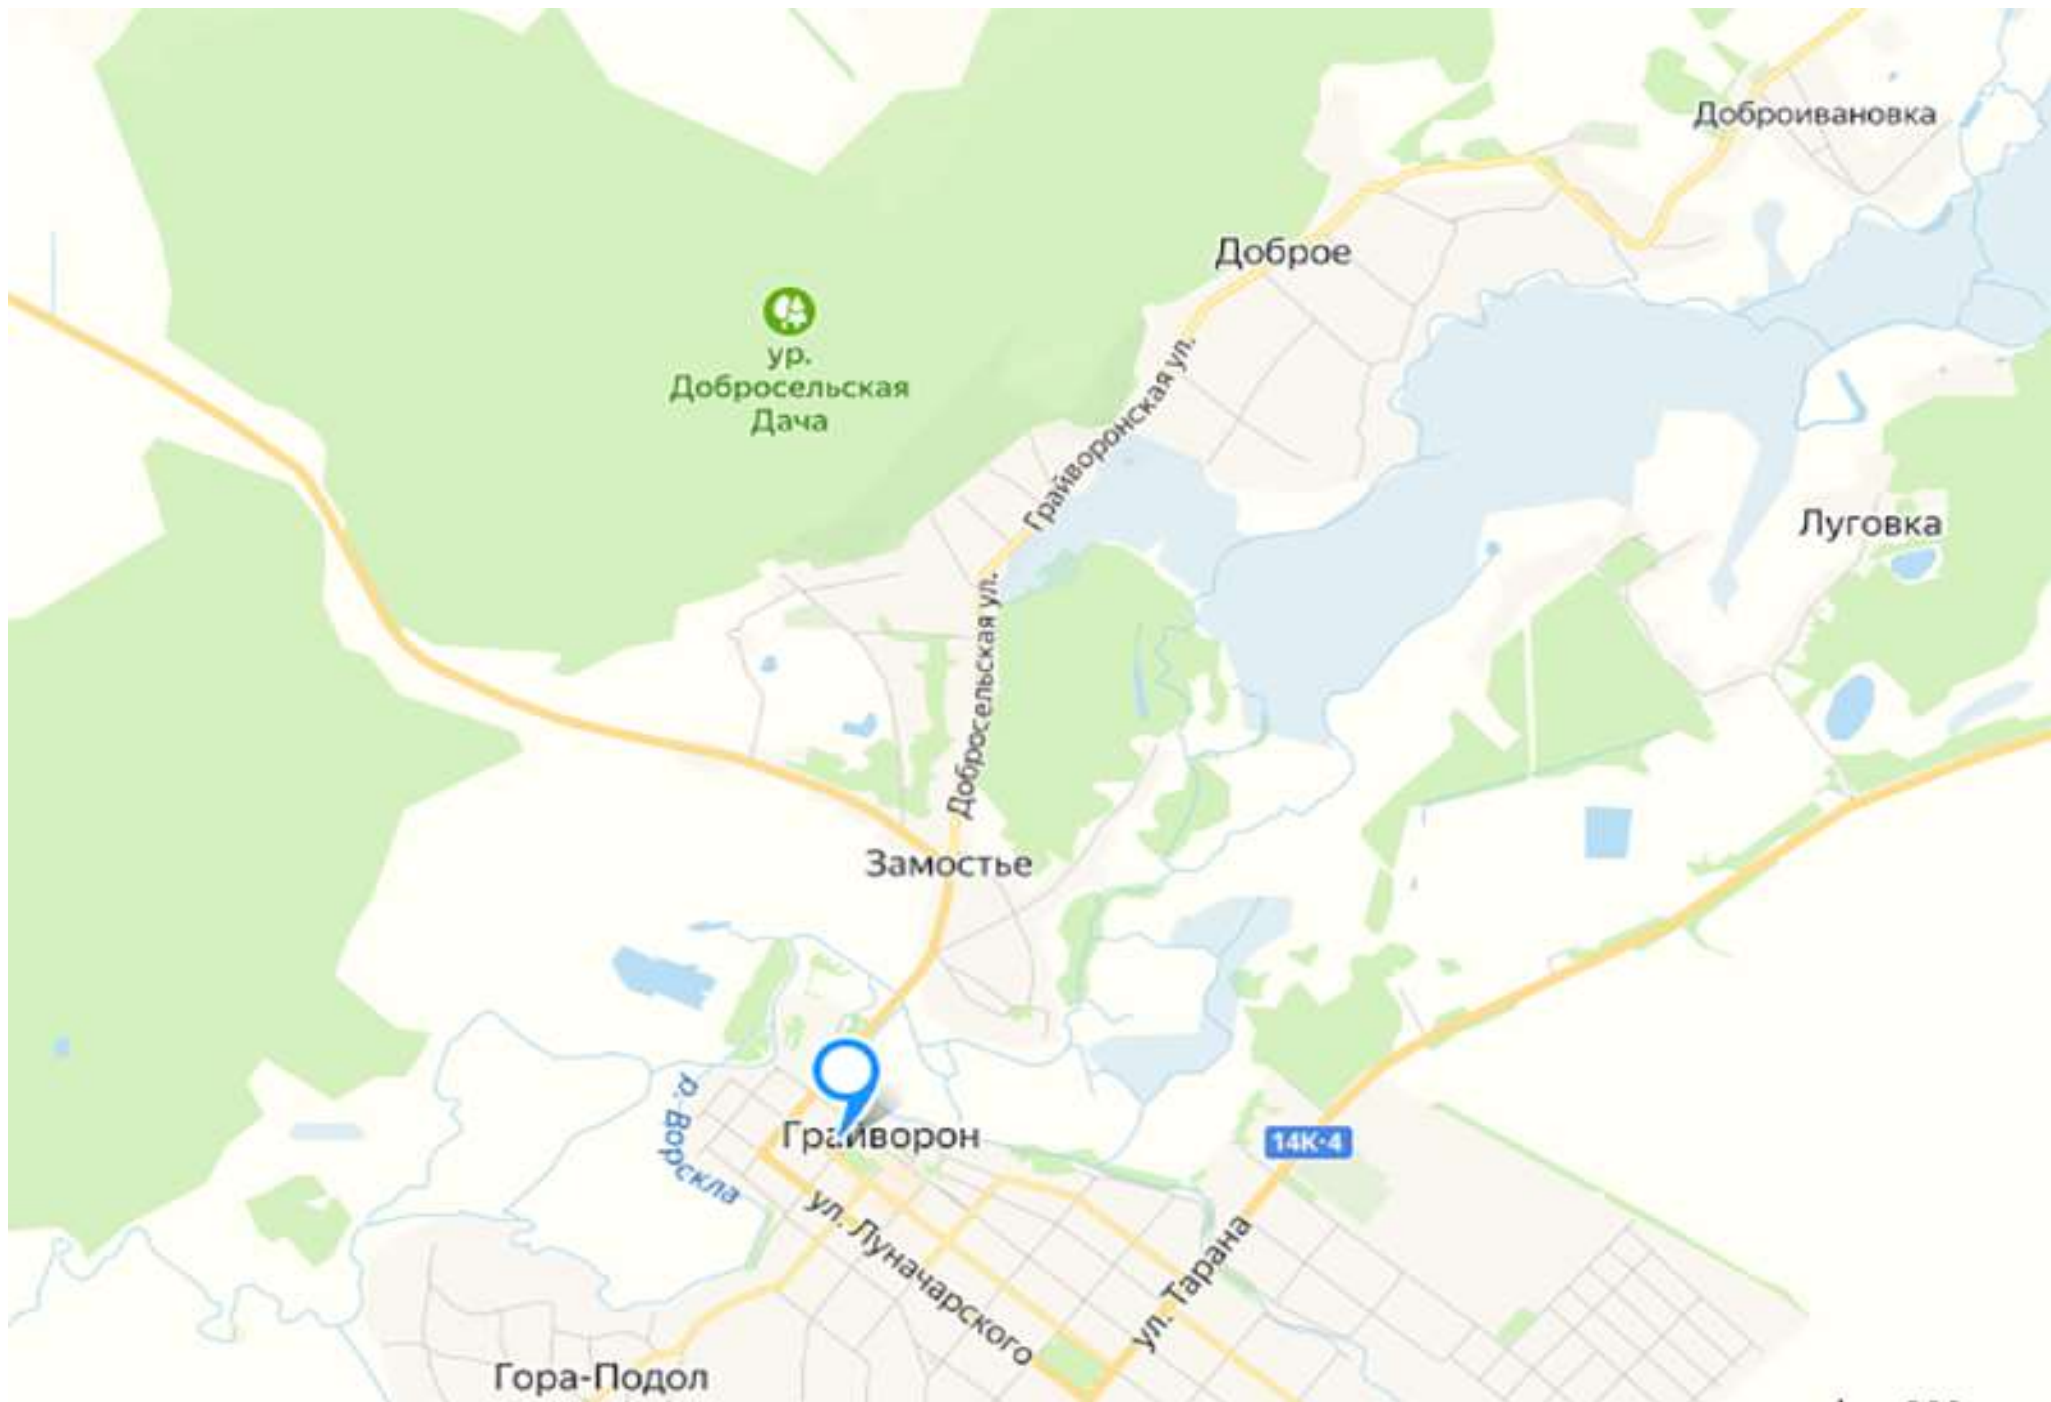 Доброивановка
Доброе
ур.
Добросельская
Дача
Грайворонская ул.
Луговка
Добросельская ул.
Замостье
р. Ворскла
Грайворон
14К-4
ул. Луначарского
ул. Тарана
Гора-Подол